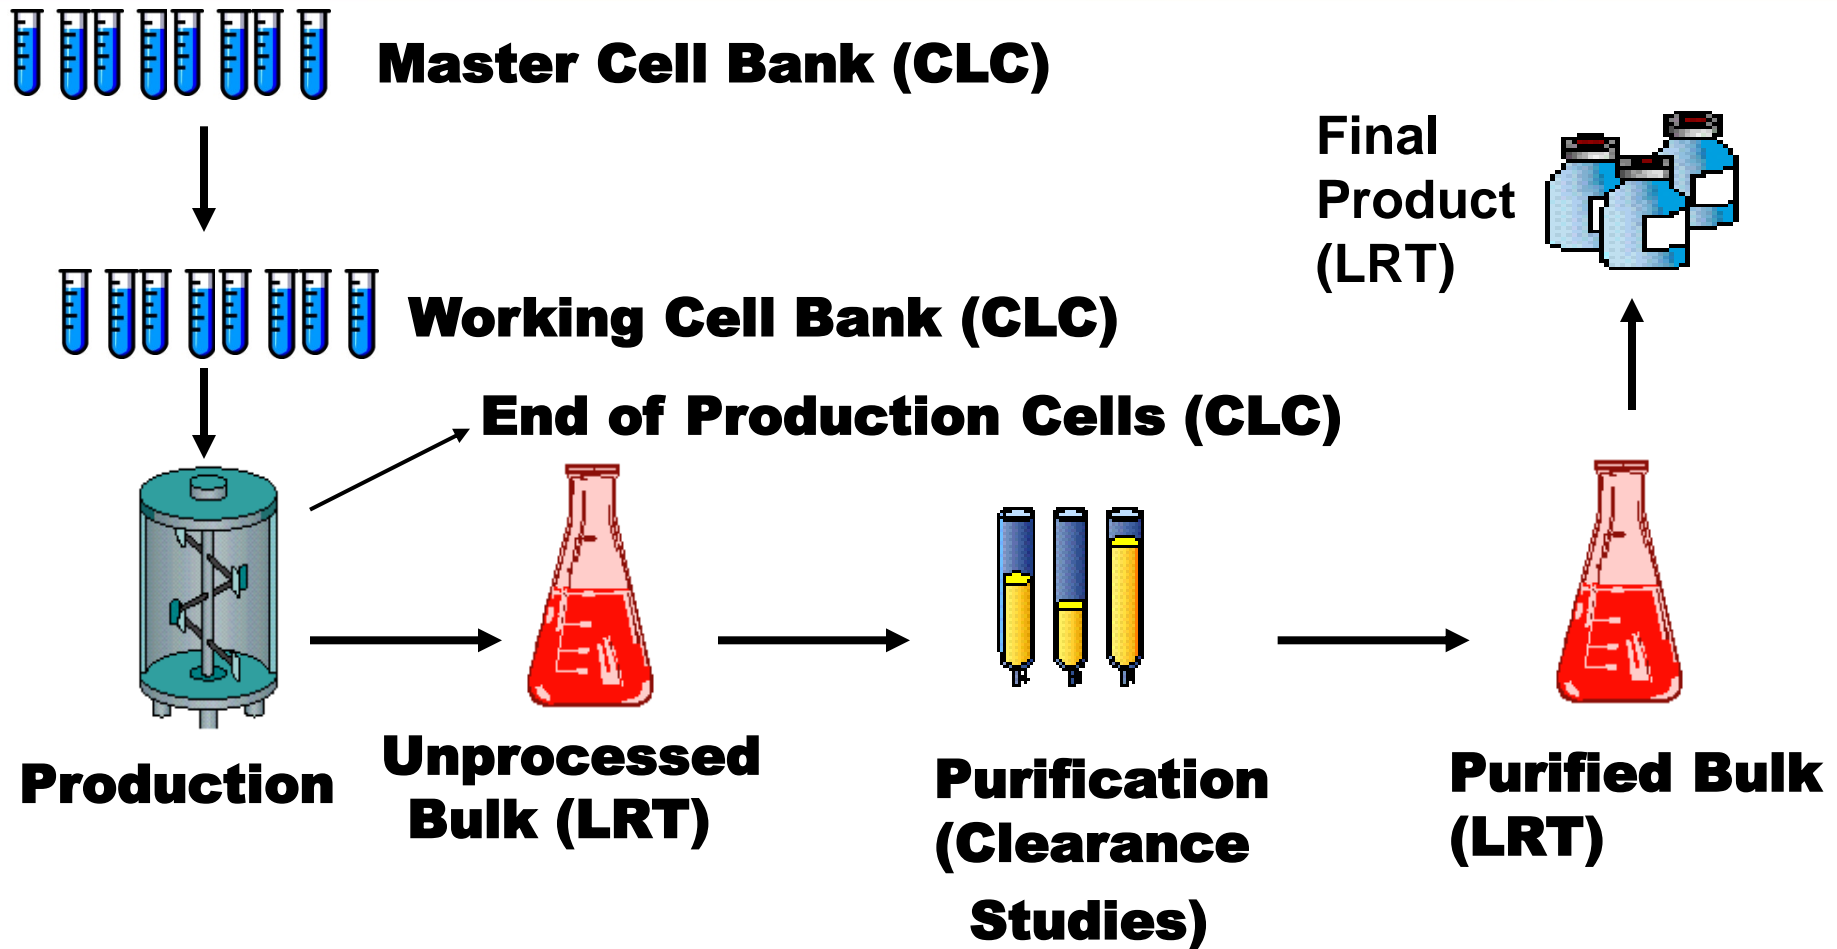 Master Cell Bank (CLC)
Final
Product
(LRT)
Working Cell Bank (CLC)
End of Production Cells (CLC)
Production
Unprocessed
Bulk (LRT)
Purification
(Clearance
Studies)
Purified Bulk
(LRT)